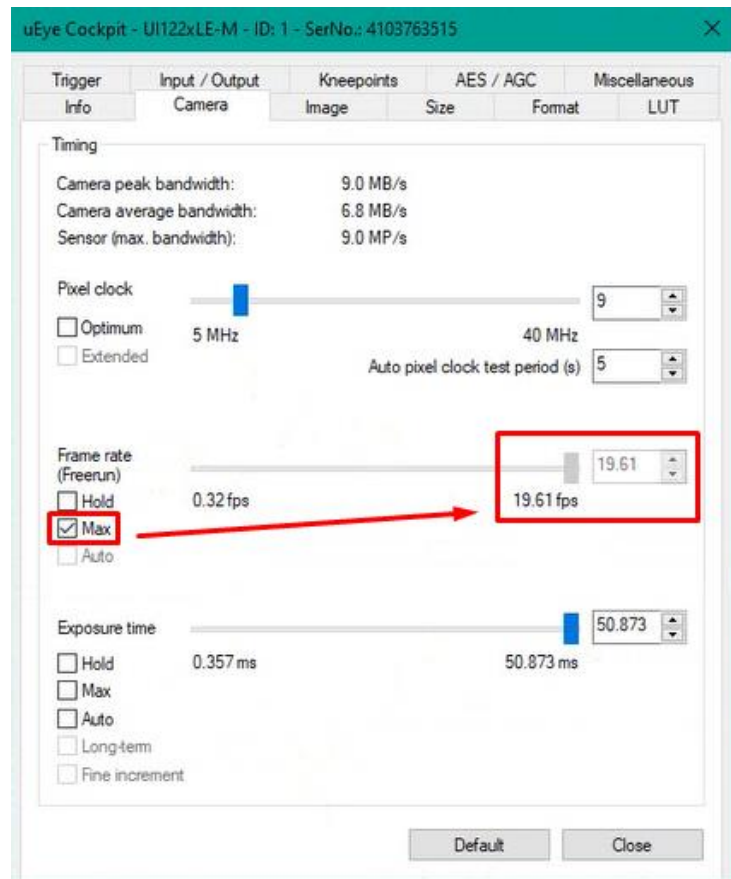 uEye Cockpit - UI122xLE-M - ID: 1 - SerNo.: 4103763515
Trigger Input / Output Kneepoints AES / AGC Miscellaneous
Info Camera Image Size Format LUT
Timing
Camera peak bandwidth: 9.0 MB/s
Camera average bandwidth: 6.8 MB/s
Sensor (max. bandwidth): 9.0 MP/s
Pixel clock 9
Optimum 5 MHz 40 MHz
Extended Auto pixel clock test period (s) 5
Frame rate
(Freerun) 19.61
Hold 0.32 fps 19.61 fps
Max
Auto
Exposure time 50.873
Hold 0.357 ms 50.873 ms
Max
Auto
Long-term
Fine increment
Default Close